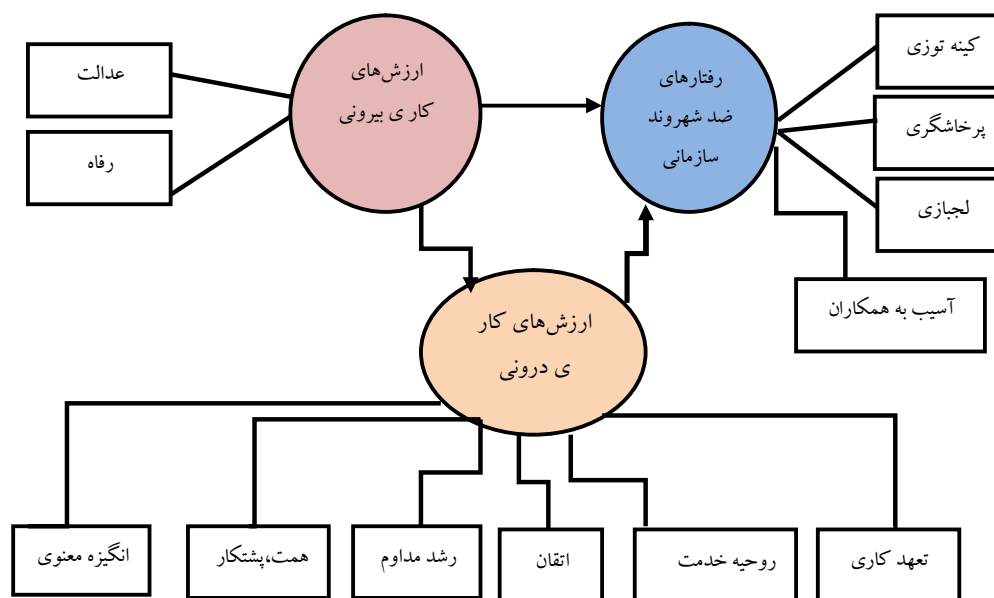 کینه توزی
پرخاشگری
لجبازی
آسیب به همکاران
رفتارهای
ضد شهروند
سازمانی
ارزش‌های
کار ی بیرونی
عدالت
رفاه
ارزش‌های کار
ی درونی
تعهد کاری
روحیه خدمت
اتقان
رشد مداوم
همت،پشتکار
انگیزه معنوی